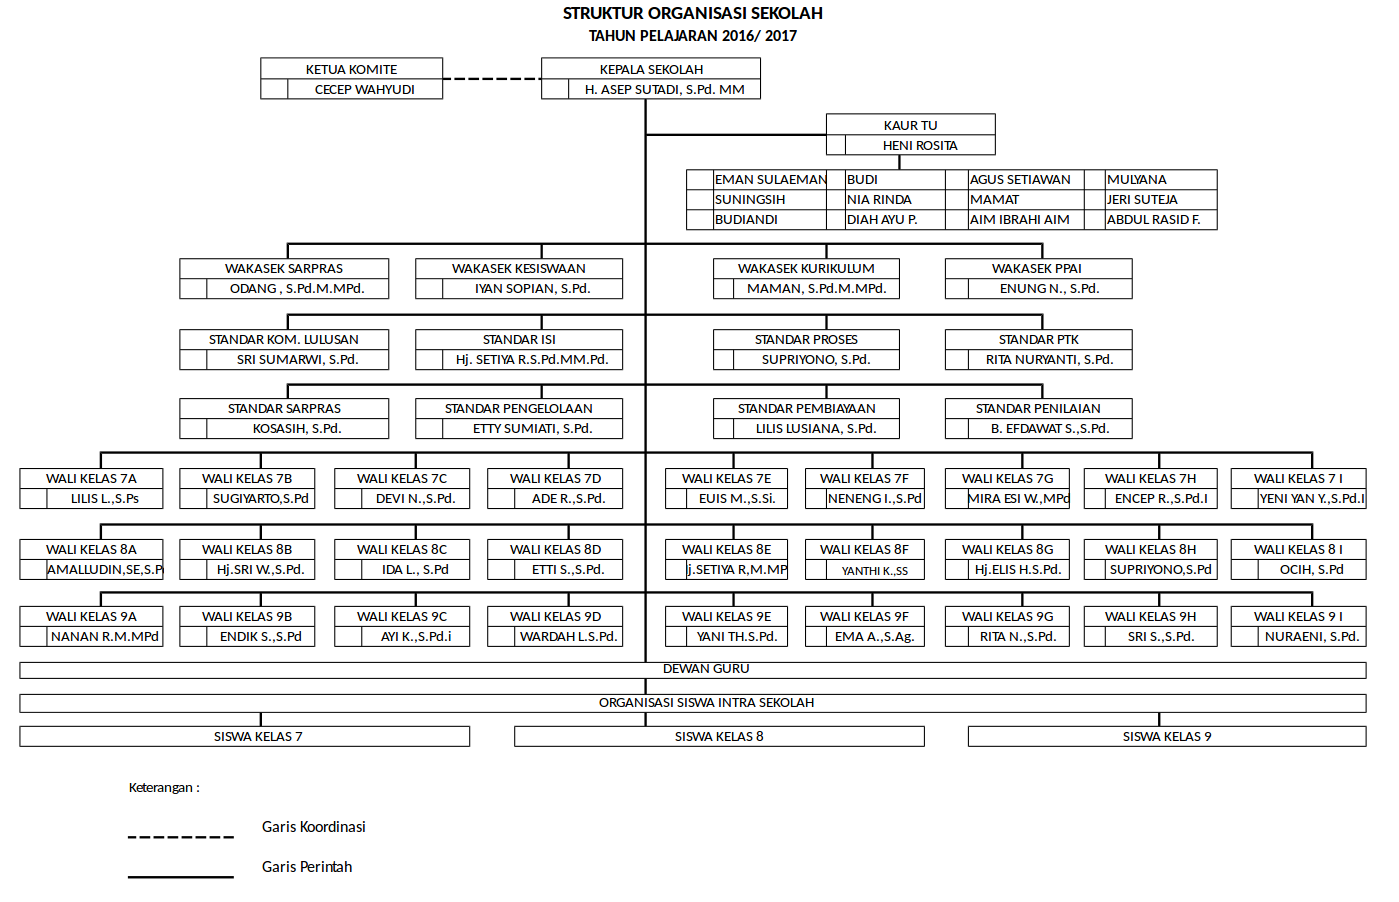 STRUKTUR ORGANISASI SEKOLAH
TAHUN PELAJARAN 2016/ 2017
KETUA KOMITE KEPALA SEKOLAH
CECEP WAHYUDI H. ASEP SUTADI, S.Pd. MM
KAUR TU
HENI ROSITA
EMAN SULAEMAN BUDI AGUS SETIAWAN MULYANA
SUNINGSIH NIA RINDA MAMAT JERI SUTEJA
BUDIANDI DIAH AYU P. AIM IBRAHI AIM ABDUL RASID F.
WAKASEK SARPRAS WAKASEK KESISWAAN WAKASEK KURIKULUM WAKASEK PPAI
ODANG , S.Pd.M.MPd. IYAN SOPIAN, S.Pd. MAMAN, S.Pd.M.MPd. ENUNG N., S.Pd.
STANDAR KOM. LULUSAN STANDAR ISI STANDAR PROSES STANDAR PTK
SRI SUMARWI, S.Pd. Hj. SETIYA R.S.Pd.MM.Pd. SUPRIYONO, S.Pd. RITA NURYANTI, S.Pd.
STANDAR SARPRAS STANDAR PENGELOLAAN STANDAR PEMBIAYAAN STANDAR PENILAIAN
KOSASIH, S.Pd. ETTY SUMIATI, S.Pd. LILIS LUSIANA, S.Pd. B. EFDAWAT S.,S.Pd.
WALI KELAS 7A WALI KELAS 7B WALI KELAS 7C WALI KELAS 7D WALI KELAS 7E WALI KELAS 7F WALI KELAS 7G WALI KELAS 7H WALI KELAS 7 I
LILIS L.,S.Ps SUGIYARTO,S.Pd DEVI N.,S.Pd. ADE R.,S.Pd. EUIS M.,S.Si. NENENG I.,S.Pd MIRA ESI W.,MPd ENCEP R.,S.Pd.I YENI YAN Y.,S.Pd.I
WALI KELAS 8A WALI KELAS 8B WALI KELAS 8C WALI KELAS 8D WALI KELAS 8E WALI KELAS 8F WALI KELAS 8G WALI KELAS 8H WALI KELAS 8 I
AMALLUDIN,SE,S.P Hj.SRI W.,S.Pd. IDA L., S.Pd ETTI S.,S.Pd. j.SETIYA R,M.MP YANTHI K.,SS Hj.ELIS H.S.Pd. SUPRIYONO,S.Pd OCIH, S.Pd
WALI KELAS 9A WALI KELAS 9B WALI KELAS 9C WALI KELAS 9D WALI KELAS 9E WALI KELAS 9F WALI KELAS 9G WALI KELAS 9H WALI KELAS 9 I
NANAN R.M.MPd ENDIK S.,S.Pd AYI K.,S.Pd.i WARDAH L.S.Pd. YANI TH.S.Pd. EMA A.,S.Ag. RITA N.,S.Pd. SRI S.,S.Pd. NURAENI, S.Pd.
DEWAN GURU
ORGANISASI SISWA INTRA SEKOLAH
SISWA KELAS 7 SISWA KELAS 8 SISWA KELAS 9
Keterangan :
Garis Koordinasi
Garis Perintah